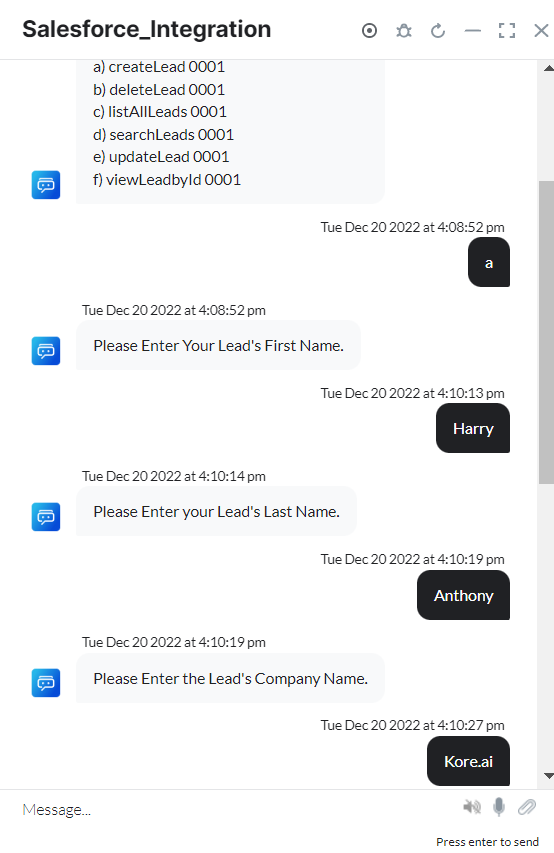 Salesforce_Integration
a) createLead 0001
b) deleteLead 0001
c) listAllLeads 0001
d) searchLeads 0001
e) updateLead 0001
f) viewLeadbyId 0001
Tue Dec 20 2022 at 4:08:52 pm
a
Tue Dec 20 2022 at 4:08:52 pm
Please Enter Your Lead's First Name.
Tue Dec 20 2022 at 4:10:13 pm
Harry
Tue Dec 20 2022 at 4:10:14 pm
Please Enter your Lead's Last Name.
Tue Dec 20 2022 at 4:10:19 pm
Anthony
Tue Dec 20 2022 at 4:10:19 pm
Please Enter the Lead's Company Name.
Tue Dec 20 2022 at 4:10:27 pm
Kore.ai
Message...
Press enter to send